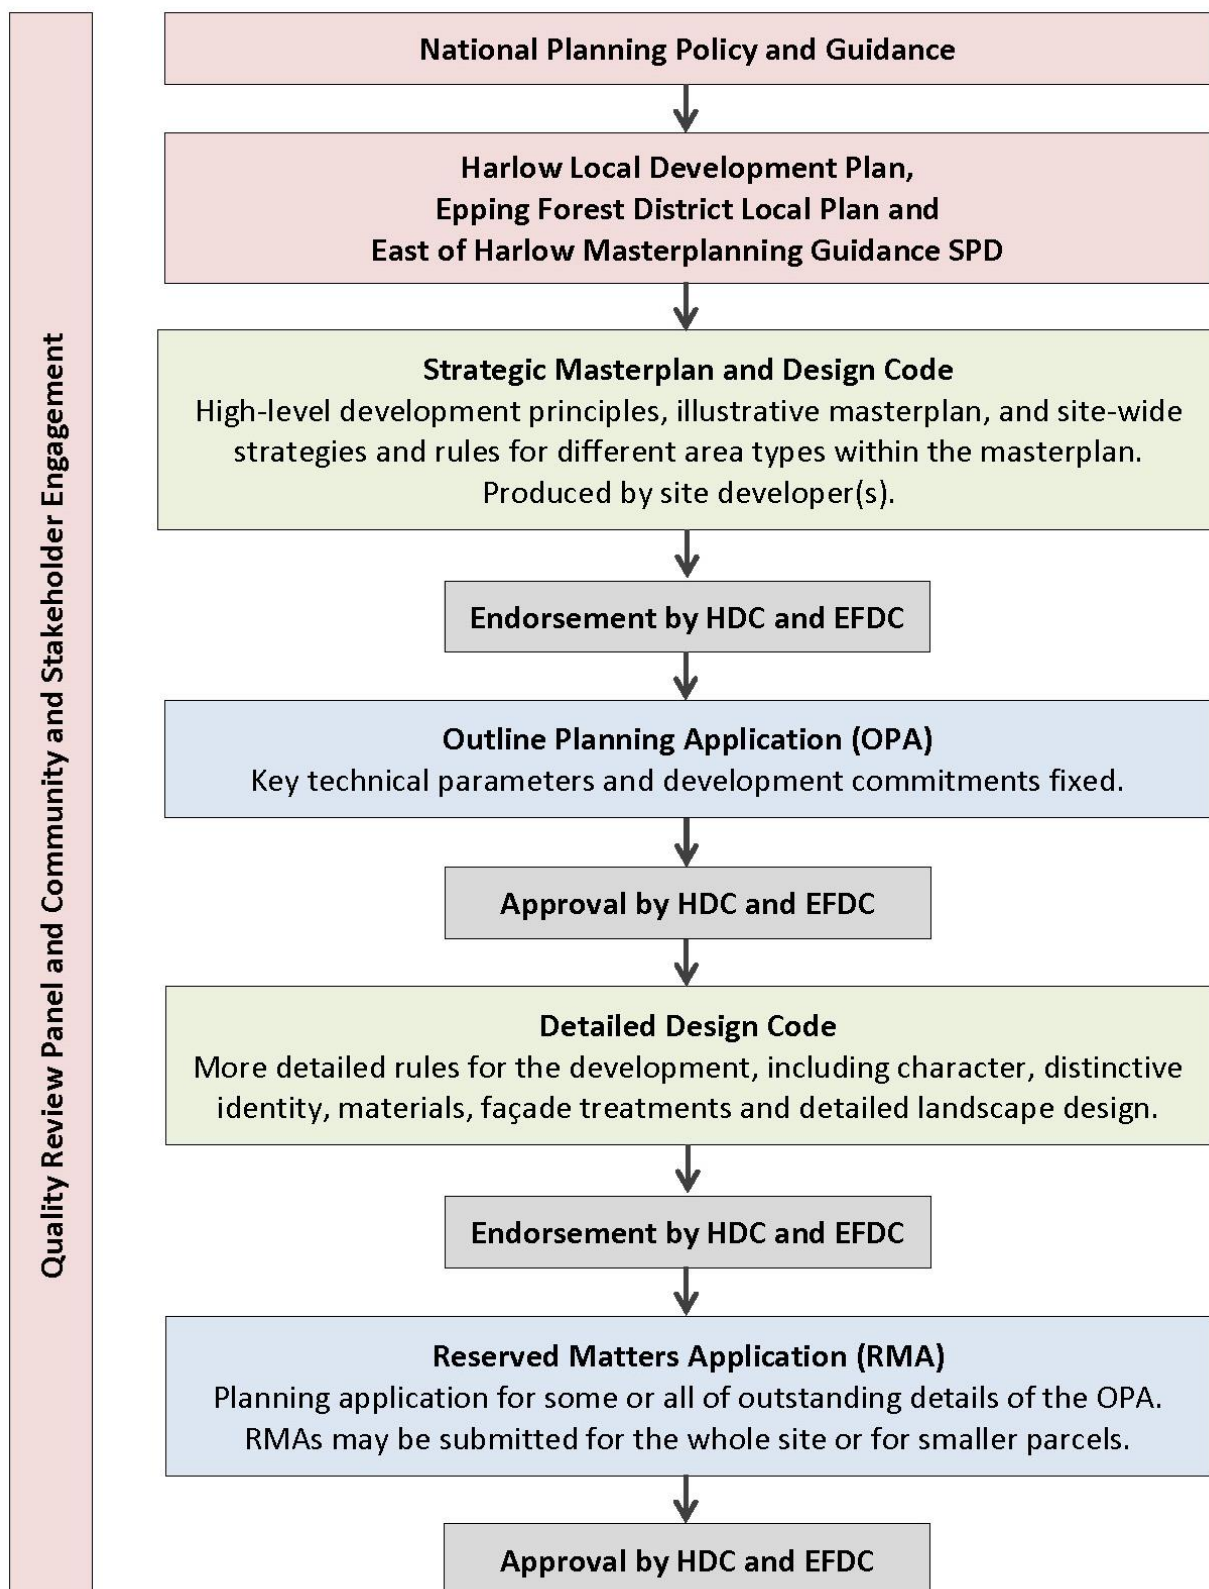 Quality Review Panel and Community and Stakeholder Engagement
National Planning Policy and Guidance
Harlow Local Development Plan,
Epping Forest District Local Plan and
East of Harlow Masterplanning Guidance SPD
Strategic Masterplan and Design Code
High-level development principles, illustrative masterplan, and site-wide
strategies and rules for different area types within the masterplan.
Produced by site developer(s).
Endorsement by HDC and EFDC
Outline Planning Application (OPA)
Key technical parameters and development commitments fixed.
Approval by HDC and EFDC
Detailed Design Code
More detailed rules for the development, including character, distinctive
identity, materials, façade treatments and detailed landscape design.
Endorsement by HDC and EFDC
Reserved Matters Application (RMA)
Planning application for some or all of outstanding details of the OPA.
RMAs may be submitted for the whole site or for smaller parcels.
Approval by HDC and EFDC